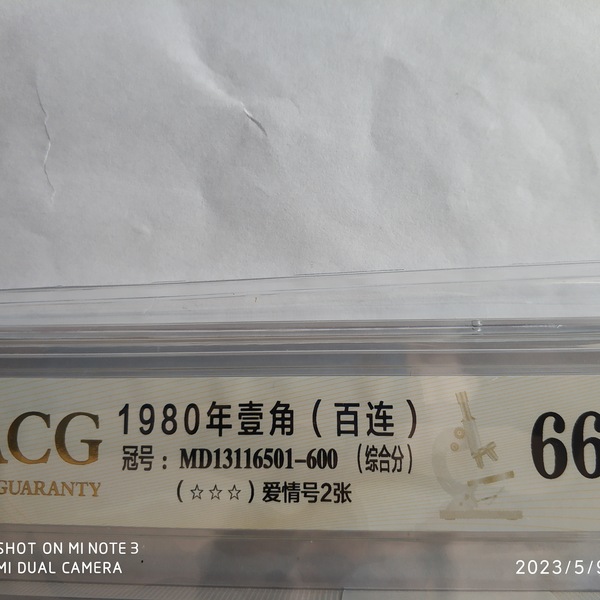 ACG
GUARANTY
1980年壹角（百连）
冠号：MD13116501-600 （综合分）
（☆☆☆）爱情号2张
66
SHOT ON MI NOTE 3
MI DUAL CAMERA
2023/5/9